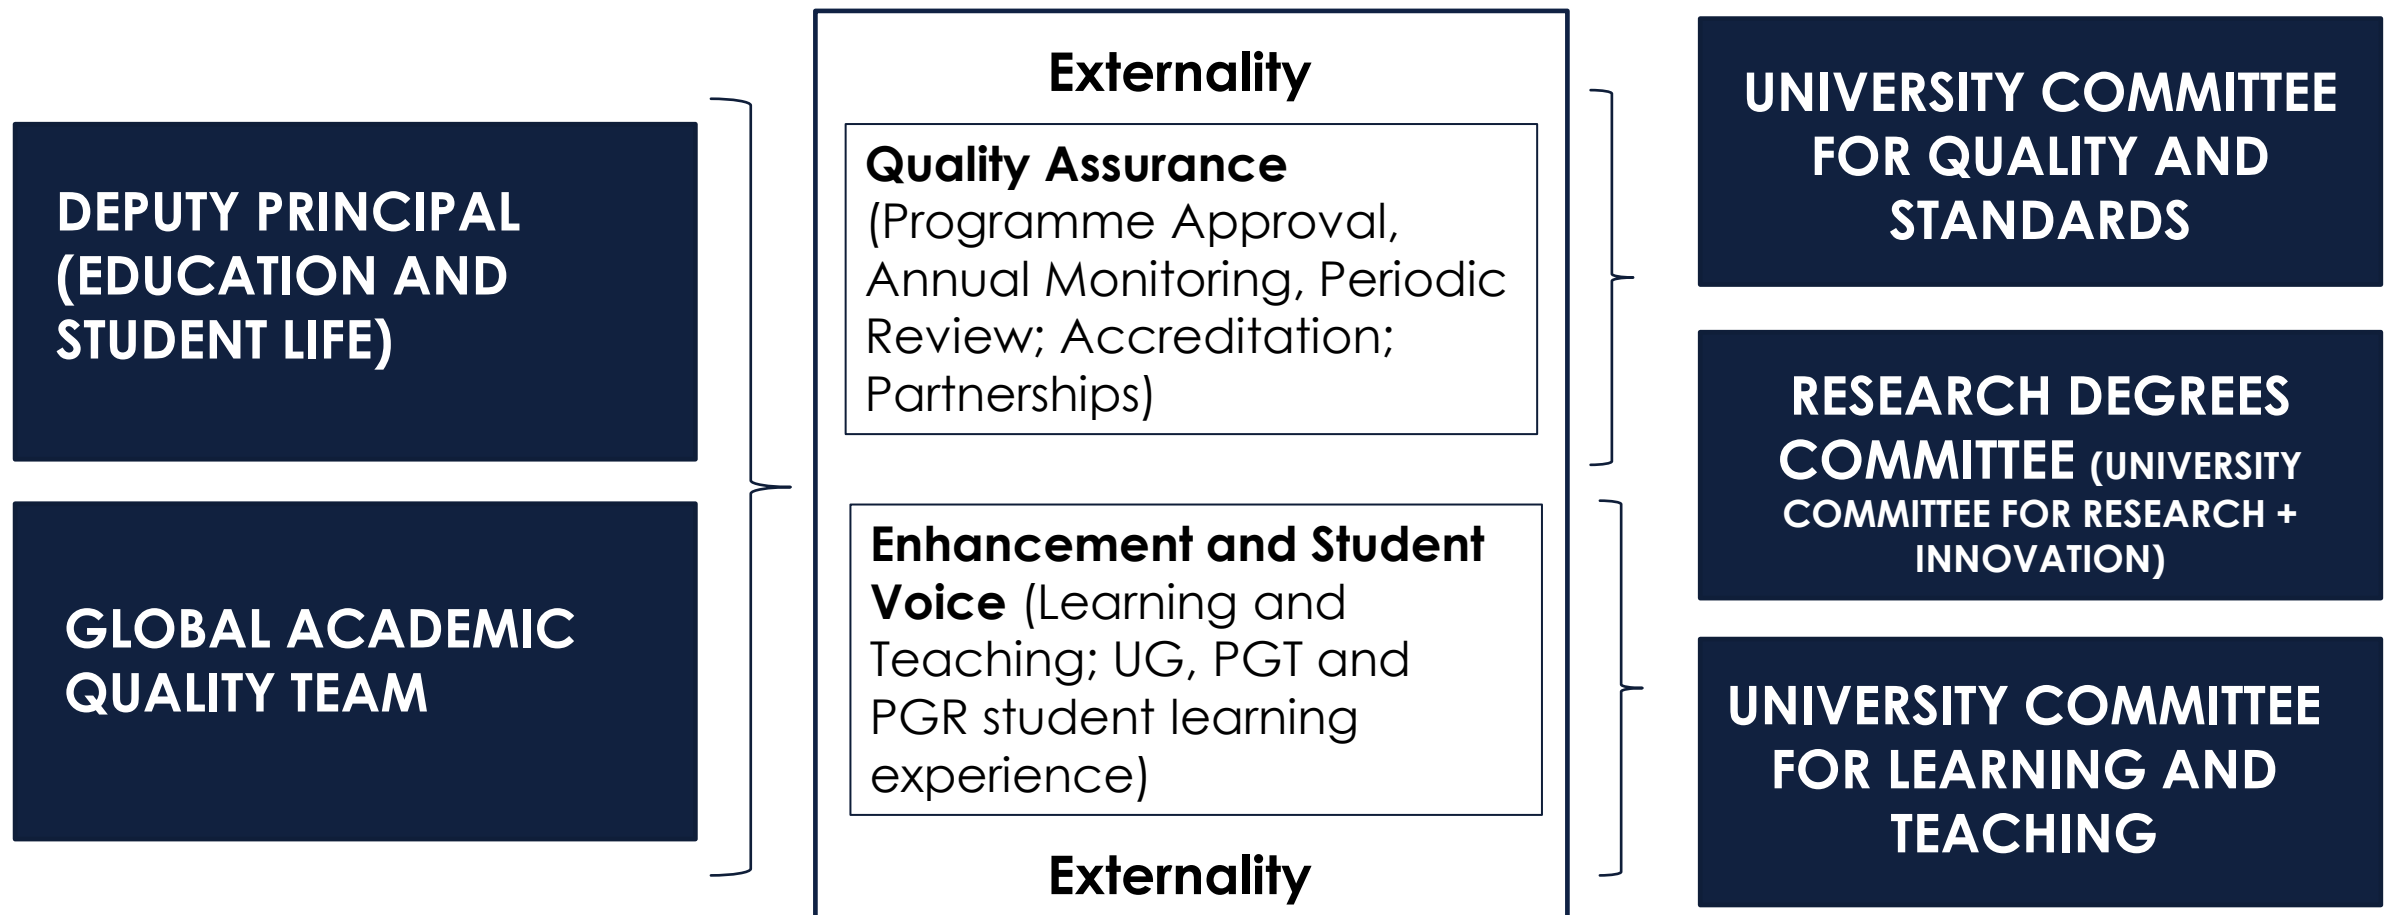 DEPUTY PRINCIPAL
(EDUCATION AND
STUDENT LIFE)
GLOBAL ACADEMIC
QUALITY TEAM
Externality
Quality Assurance
(Programme Approval,
Annual Monitoring, Periodic
Review; Accreditation;
Partnerships)
Enhancement and Student
Voice (Learning and
Teaching; UG, PGT and
PGR student learning
experience)
Externality
UNIVERSITY COMMITTEE
FOR QUALITY AND
STANDARDS
RESEARCH DEGREES
COMMITTEE (UNIVERSITY
COMMITTEE FOR RESEARCH +
INNOVATION)
UNIVERSITY COMMITTEE
FOR LEARNING AND
TEACHING